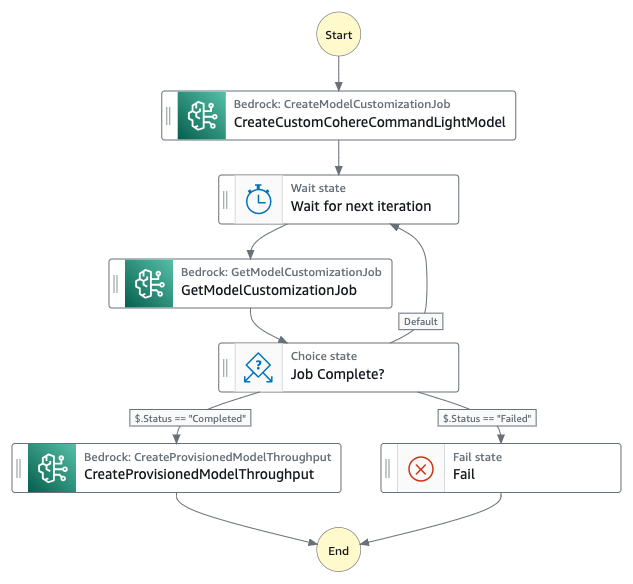 Start
Bedrock: CreateModelCustomizationJob
CreateCustomCohereCommandLightModel
Wait state
Wait for next iteration
Bedrock: GetModelCustomizationJob
GetModelCustomizationJob
Default
Choice state
Job Complete?
$.Status == "Completed"
$.Status == "Failed"
Bedrock: CreateProvisionedModelThroughput
CreateProvisionedModelThroughput
Fail state
Fail
End